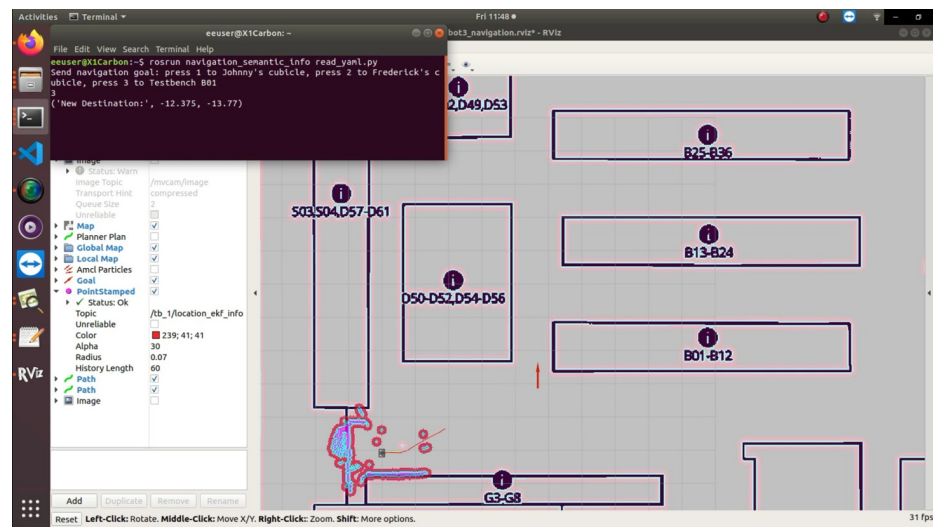 Activities
Terminal
Fri 11:48
eeuser@X1Carbon: ~
bot3_navigation.rviz* - RViz
File Edit View Search Terminal Help
eeuser@X1Carbon:~$ rosrun navigation_semantic_info read_yaml.py
Send navigation goal: press 1 to Johnny's cubicle, press 2 to Frederick's c
ubicle, press 3 to Testbench B01
3
('New Destination:', -12.375, -13.77)
2,D49,D53
B25-B36
Image
Status: Warn
Image Topic /mvcam/image
Transport Hint compressed
Queue Size 2
Unreliable
Map
Planner Plan
Global Map
Local Map
Amcl Particles
Goal
PointStamped
Status: Ok
Topic /tb_1/location_ekf_info
Unreliable
Color 239; 41; 41
Alpha 30
Radius 0.07
History Length 60
Path
Path
Image
S03,S04,D57-D61
B13-B24
D50-D52,D54-D56
B01-B12
G3-G8
RViz
Add Duplicate Remove Rename
Reset Left-Click: Rotate. Middle-Click: Move X/Y. Right-Click:: Zoom. Shift: More options.
31 fps